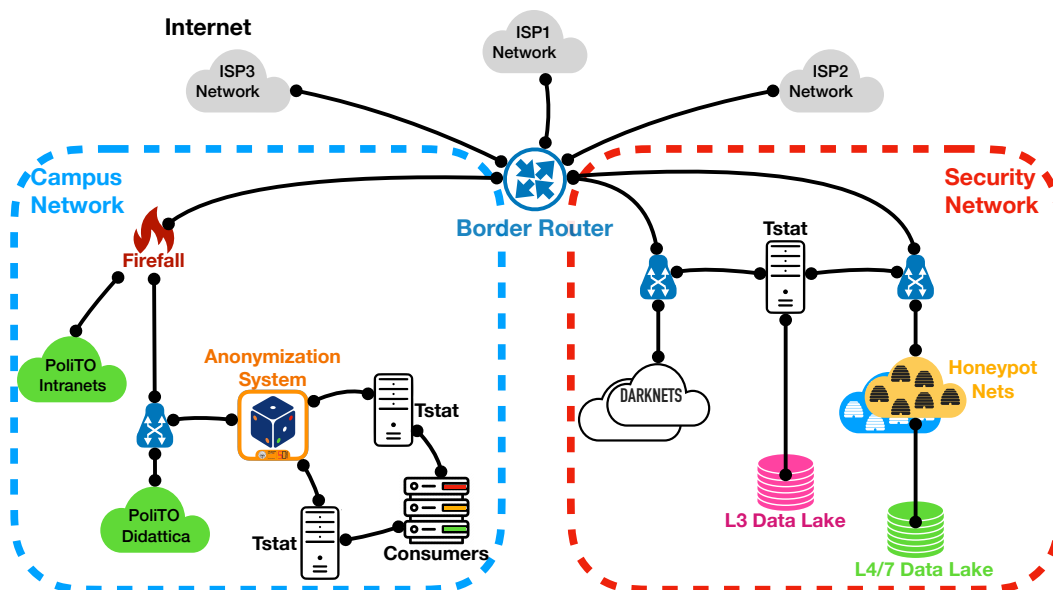 Internet
ISP1
Network
ISP3
Network
ISP2
Network
Campus
Network
Security
Network
Border Router
Tstat
Firefall
PoliTO
Intranets
Anonymization
System
Tstat
DARKNETS
Honeypot
Nets
PoliTO
Didattica
Tstat
Consumers
L3 Data Lake
L4/7 Data Lake